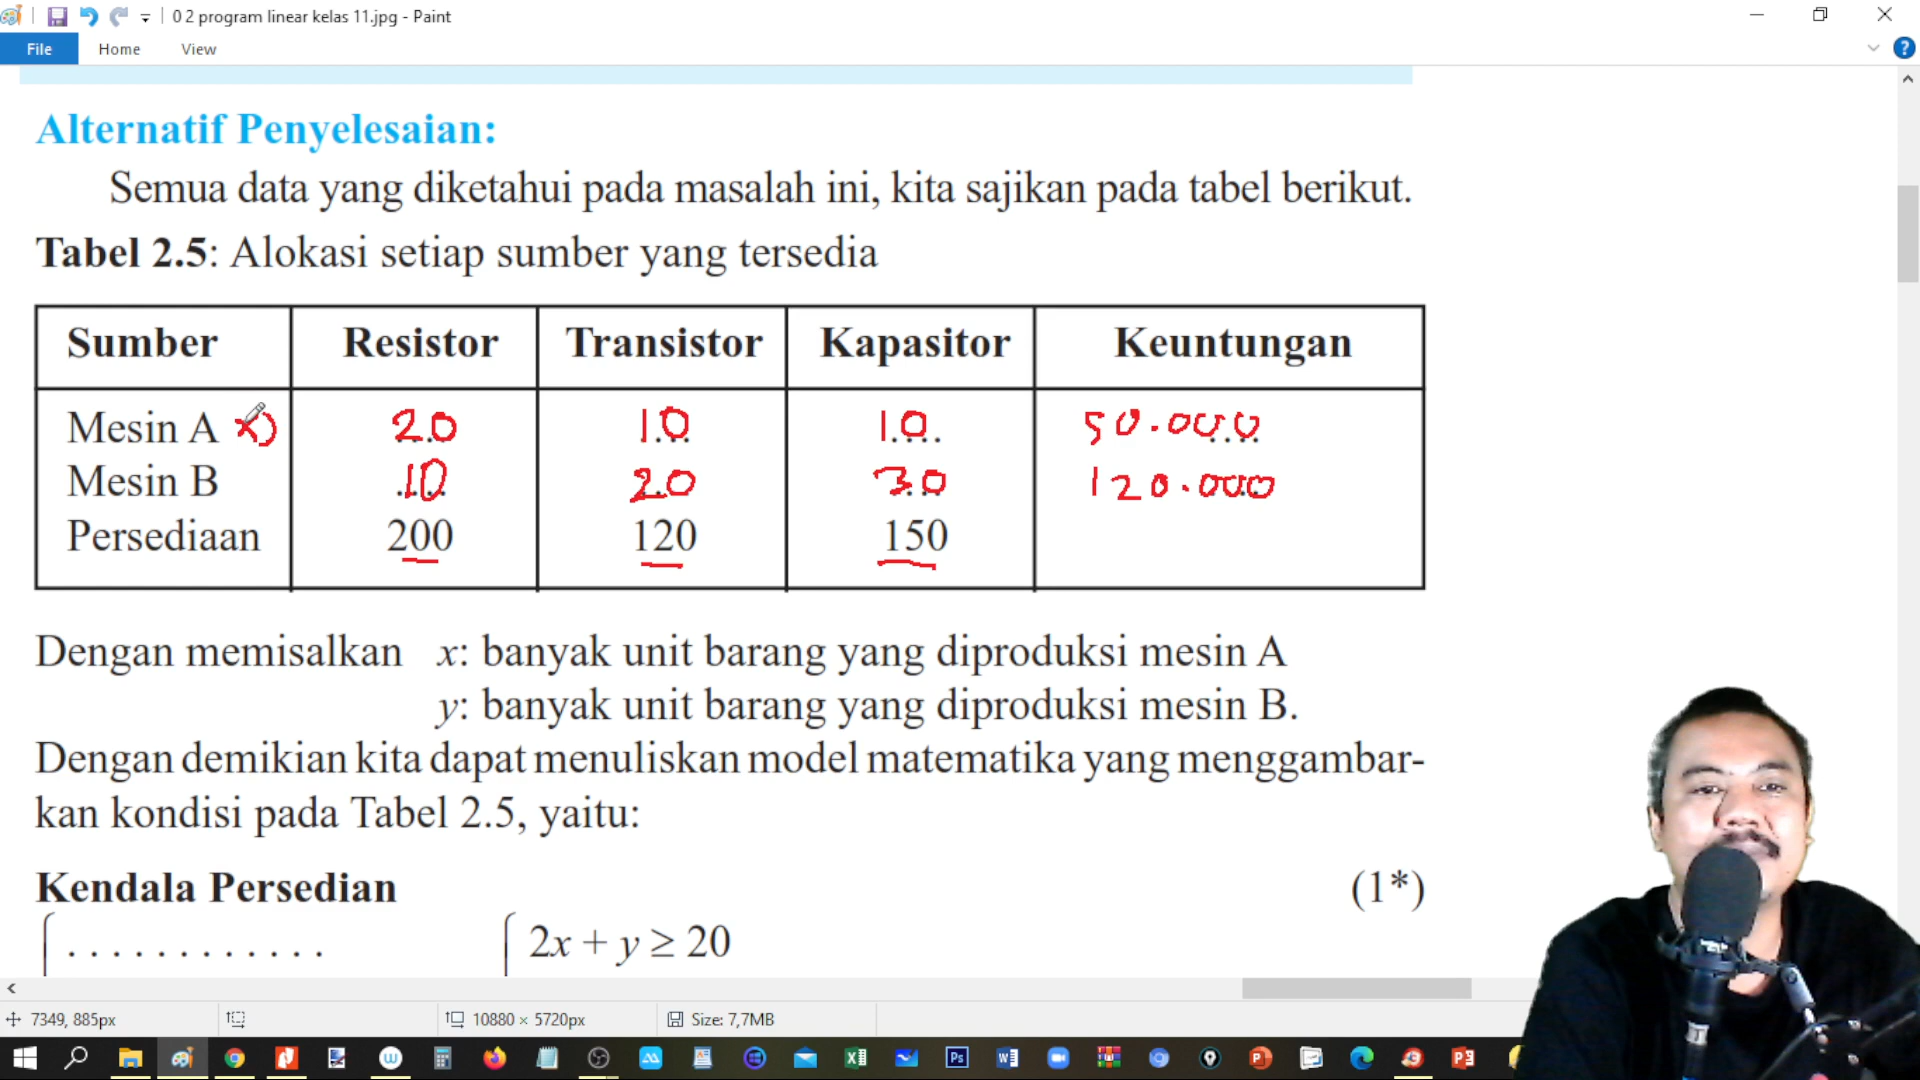 0 2 program linear kelas 11.jpg - Paint
File Home View
Alternatif Penyelesaian:
Semua data yang diketahui pada masalah ini, kita sajikan pada tabel berikut.
Tabel 2.5: Alokasi setiap sumber yang tersedia
Sumber Resistor Transistor Kapasitor Keuntungan
Mesin A x) 20 10 10 50.000
Mesin B 10 20 30 120.000
Persediaan 200 120 150
Dengan memisalkan x: banyak unit barang yang diproduksi mesin A
y: banyak unit barang yang diproduksi mesin B.
Dengan demikian kita dapat menuliskan model matematika yang menggambar-
kan kondisi pada Tabel 2.5, yaitu:
Kendala Persedian (1*)
. . . . . . . . . . . . 2x + y ≥ 20
7349, 885px 10880 × 5720px Size: 7,7MB